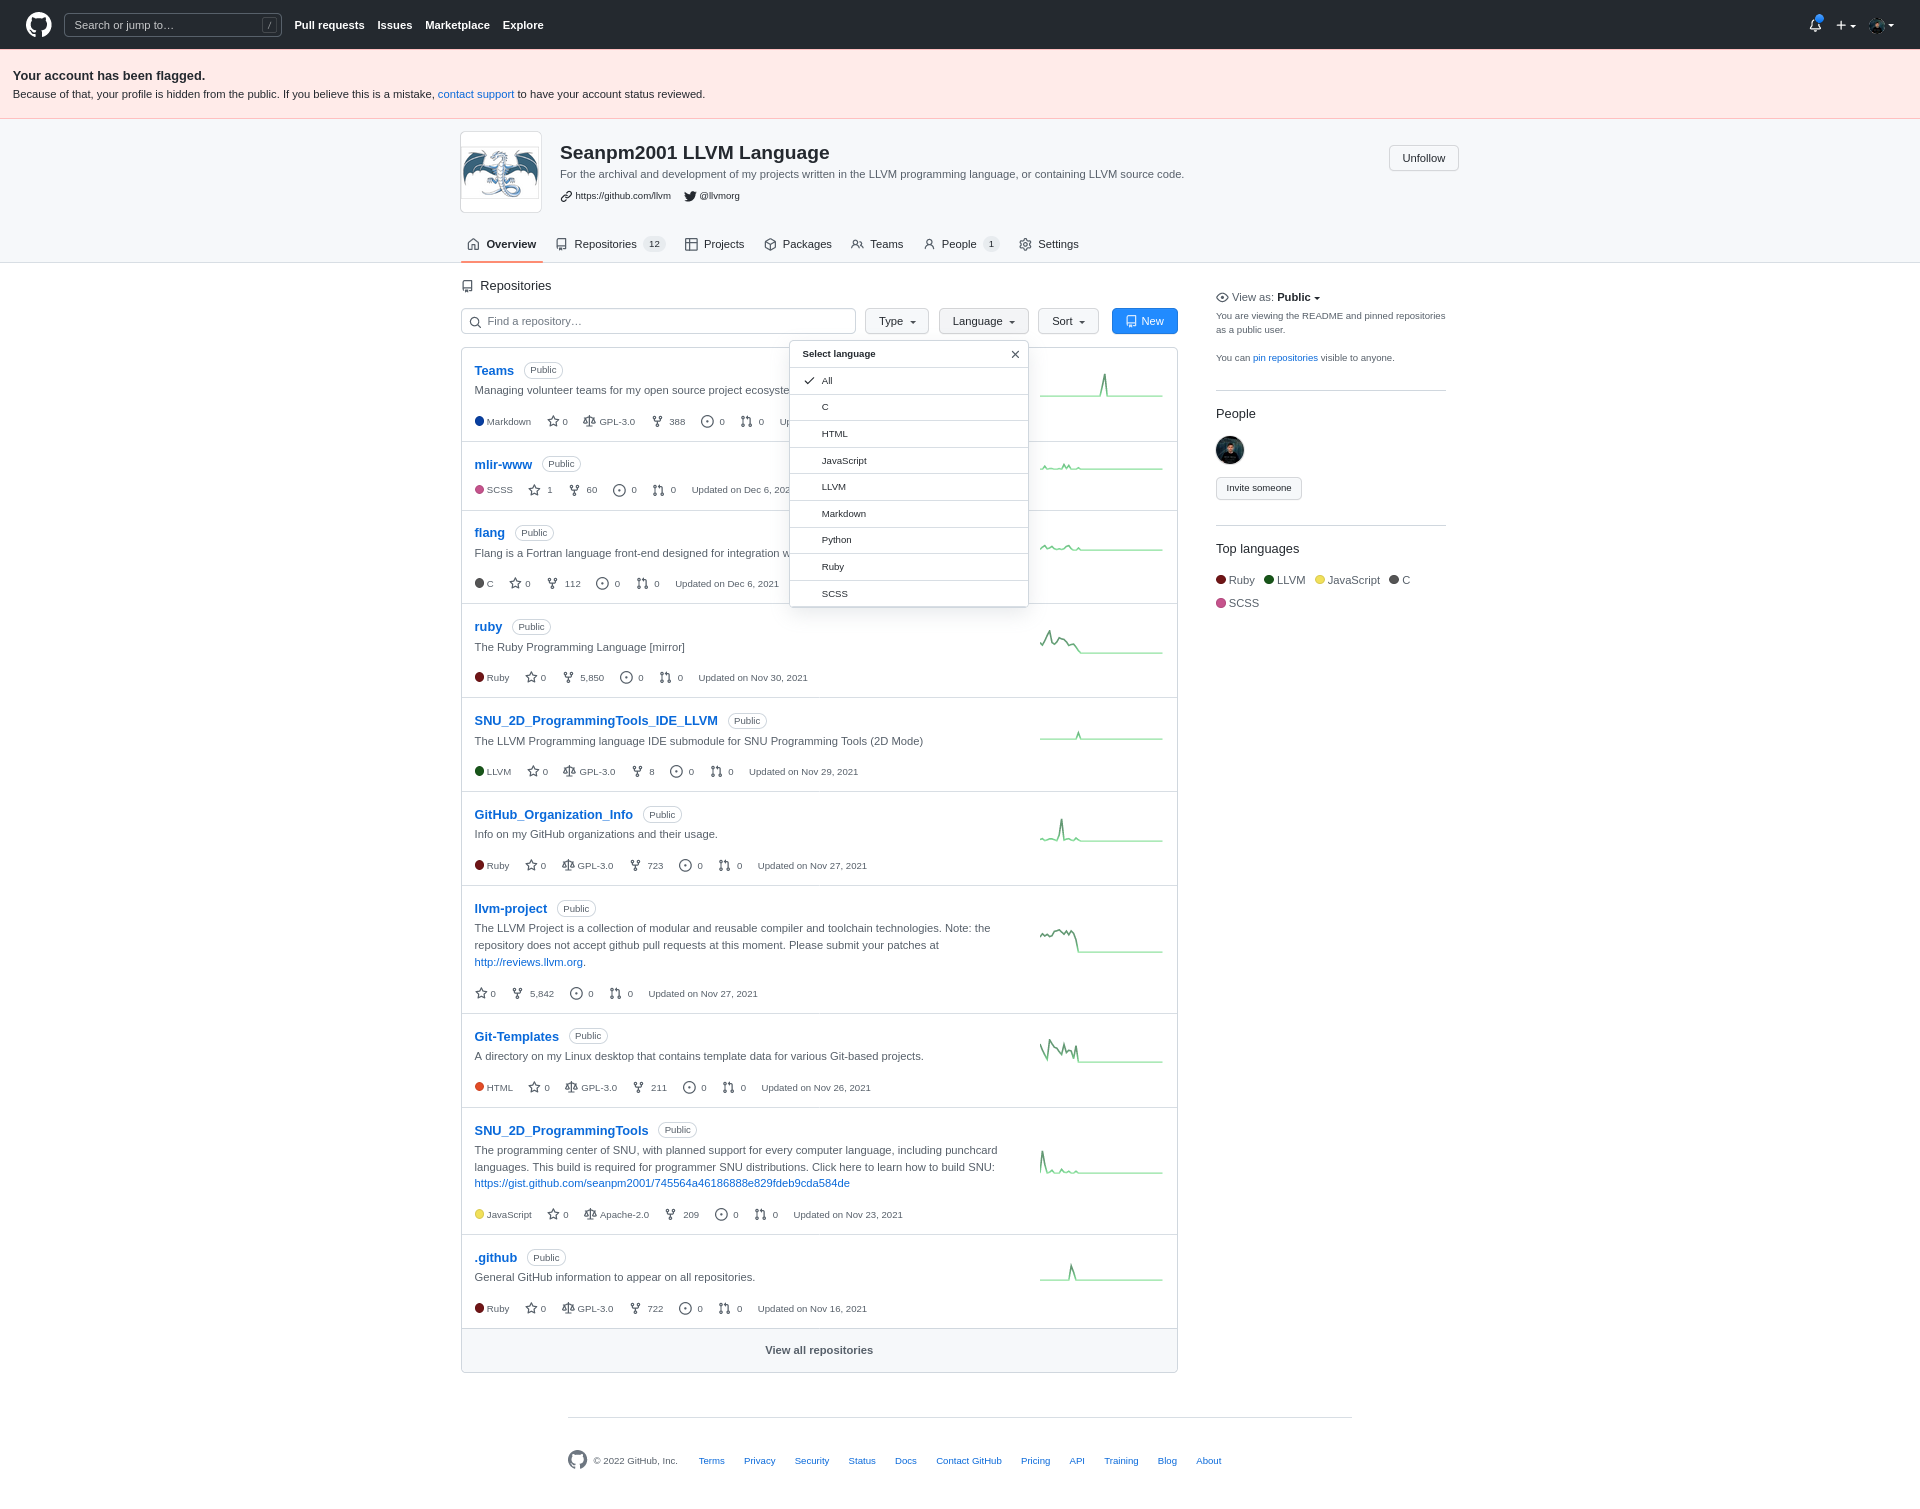 Search or jump to… /
Pull requests Issues Marketplace Explore
Your account has been flagged.
Because of that, your profile is hidden from the public. If you believe this is a mistake, contact support to have your account status reviewed.
Seanpm2001 LLVM Language
Unfollow
For the archival and development of my projects written in the LLVM programming language, or containing LLVM source code.
https://github.com/llvm @llvmorg
Overview Repositories 12 Projects Packages Teams People 1 Settings
Repositories
Find a repository… Type Language Sort New
Select language
All
C
HTML
JavaScript
LLVM
Markdown
Python
Ruby
SCSS
Teams Public
Managing volunteer teams for my open source project ecosyste
Markdown 0 GPL-3.0 388 0 0 Up
mlir-www Public
SCSS 1 60 0 0 Updated on Dec 6, 202
flang Public
Flang is a Fortran language front-end designed for integration w
C 0 112 0 0 Updated on Dec 6, 2021
ruby Public
The Ruby Programming Language [mirror]
Ruby 0 5,850 0 0 Updated on Nov 30, 2021
SNU_2D_ProgrammingTools_IDE_LLVM Public
The LLVM Programming language IDE submodule for SNU Programming Tools (2D Mode)
LLVM 0 GPL-3.0 8 0 0 Updated on Nov 29, 2021
GitHub_Organization_Info Public
Info on my GitHub organizations and their usage.
Ruby 0 GPL-3.0 723 0 0 Updated on Nov 27, 2021
llvm-project Public
The LLVM Project is a collection of modular and reusable compiler and toolchain technologies. Note: the
repository does not accept github pull requests at this moment. Please submit your patches at
http://reviews.llvm.org.
0 5,842 0 0 Updated on Nov 27, 2021
Git-Templates Public
A directory on my Linux desktop that contains template data for various Git-based projects.
HTML 0 GPL-3.0 211 0 0 Updated on Nov 26, 2021
SNU_2D_ProgrammingTools Public
The programming center of SNU, with planned support for every computer language, including punchcard
languages. This build is required for programmer SNU distributions. Click here to learn how to build SNU:
https://gist.github.com/seanpm2001/745564a46186888e829fdeb9cda584de
JavaScript 0 Apache-2.0 209 0 0 Updated on Nov 23, 2021
.github Public
General GitHub information to appear on all repositories.
Ruby 0 GPL-3.0 722 0 0 Updated on Nov 16, 2021
View all repositories
View as: Public
You are viewing the README and pinned repositories
as a public user.
You can pin repositories visible to anyone.
People
Invite someone
Top languages
Ruby LLVM JavaScript C
SCSS
© 2022 GitHub, Inc. Terms Privacy Security Status Docs Contact GitHub Pricing API Training Blog About